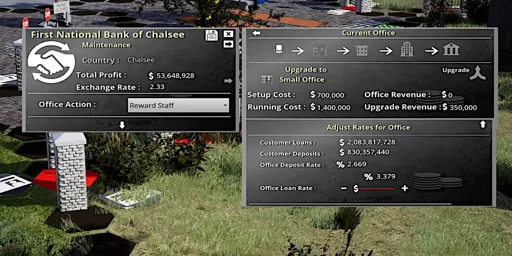 First National Bank of Chalsee
Maintenance
Country : Chalsee
Total Profit : $ 53,648,928
Exchange Rate : 2.33
Office Action : Reward Staff
Current Office
Upgrade to
Small Office
Upgrade
Setup Cost : $ 700,000 Office Revenue : $ 0
Running Cost : $ 1,400,000 Upgrade Revenue : $ 350,000
Adjust Rates for Office
Customer Loans : $ 2,083,817,728
Customer Deposits : $ 830,357,440
Office Deposit Rate : % 2.669
% 3.379
Office Loan Rate : − $ +